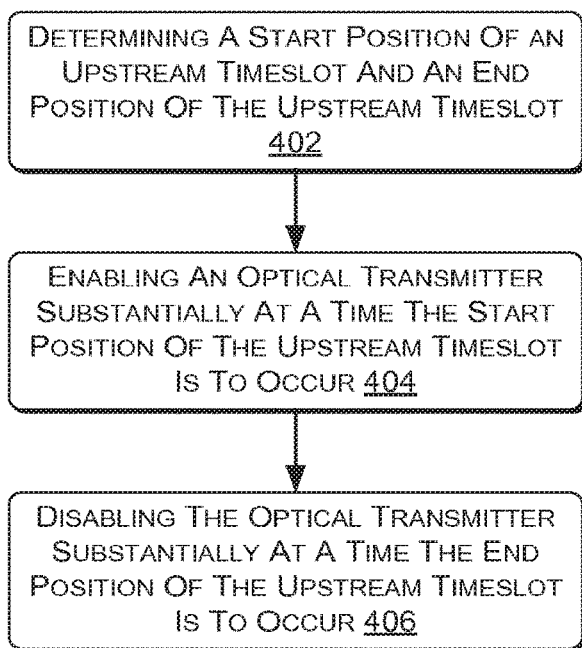 DETERMINING A START POSITION OF AN
UPSTREAM TIMESLOT AND AN END
POSITION OF THE UPSTREAM TIMESLOT
402
ENABLING AN OPTICAL TRANSMITTER
SUBSTANTIALLY AT A TIME THE START
POSITION OF THE UPSTREAM TIMESLOT
IS TO OCCUR 404
DISABLING THE OPTICAL TRANSMITTER
SUBSTANTIALLY AT A TIME THE END
POSITION OF THE UPSTREAM TIMESLOT
IS TO OCCUR 406